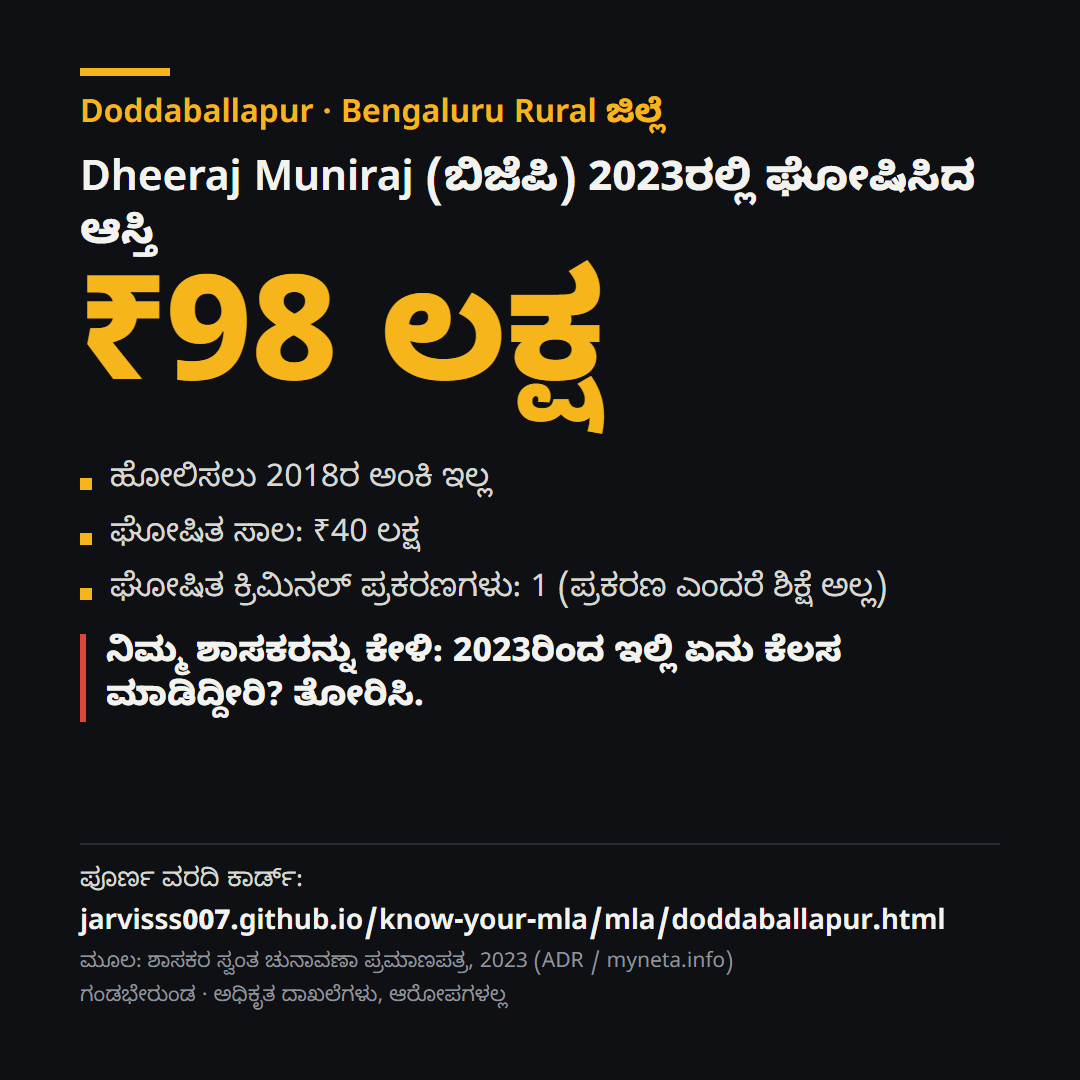 Doddaballapur · Bengaluru Rural ಜಿಲ್ಲೆ
Dheeraj Muniraj (ಬಿಜೆಪಿ) 2023ರಲ್ಲಿ ಘೋಷಿಸಿದ
ಆಸ್ತಿ
₹98 ಲಕ್ಷ
ಹೋಲಿಸಲು 2018ರ ಅಂಕಿ ಇಲ್ಲ
ಘೋಷಿತ ಸಾಲ: ₹40 ಲಕ್ಷ
ಘೋಷಿತ ಕ್ರಿಮಿನಲ್ ಪ್ರಕರಣಗಳು: 1 (ಪ್ರಕರಣ ಎಂದರೆ ಶಿಕ್ಷೆ ಅಲ್ಲ)
ನಿಮ್ಮ ಶಾಸಕರನ್ನು ಕೇಳಿ: 2023ರಿಂದ ಇಲ್ಲಿ ಏನು ಕೆಲಸ
ಮಾಡಿದ್ದೀರಿ? ತೋರಿಸಿ.
ಪೂರ್ಣ ವರದಿ ಕಾರ್ಡ್:
jarvisss007.github.io/know-your-mla/mla/doddaballapur.html
ಮೂಲ: ಶಾಸಕರ ಸ್ವಂತ ಚುನಾವಣಾ ಪ್ರಮಾಣಪತ್ರ, 2023 (ADR / myneta.info)
ಗಂಡಭೇರುಂಡ · ಅಧಿಕೃತ ದಾಖಲೆಗಳು, ಆರೋಪಗಳಲ್ಲ